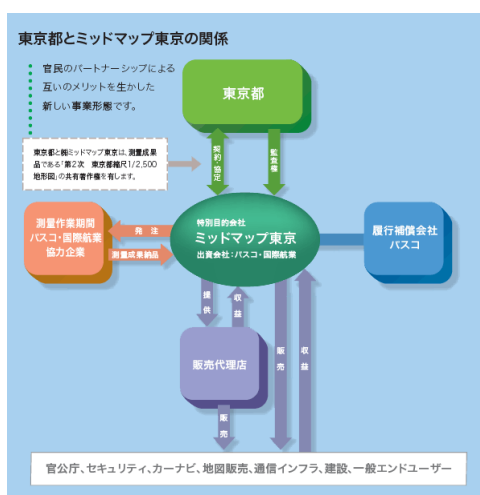 東京都とミッドマップ東京の関係
官民のパートナーシップによる
互いのメリットを生かした
新しい事業形態です。
東京都
東京都と㈱ミッドマップ東京は、測量成果
品である「第2次　東京都縮尺1/2,500
地形図」の共有著作権を有します。
契約・協定
監査権
測量作業期間
パスコ・国際航業
協力企業
発注
測量成果納品
特別目的会社
ミッドマップ東京
出資会社：パスコ・国際航業
履行補償会社
パスコ
提供
収益
販売代理店
販売
収益
販売
官公庁、セキュリティ、カーナビ、地図販売、通信インフラ、建設、一般エンドユーザー